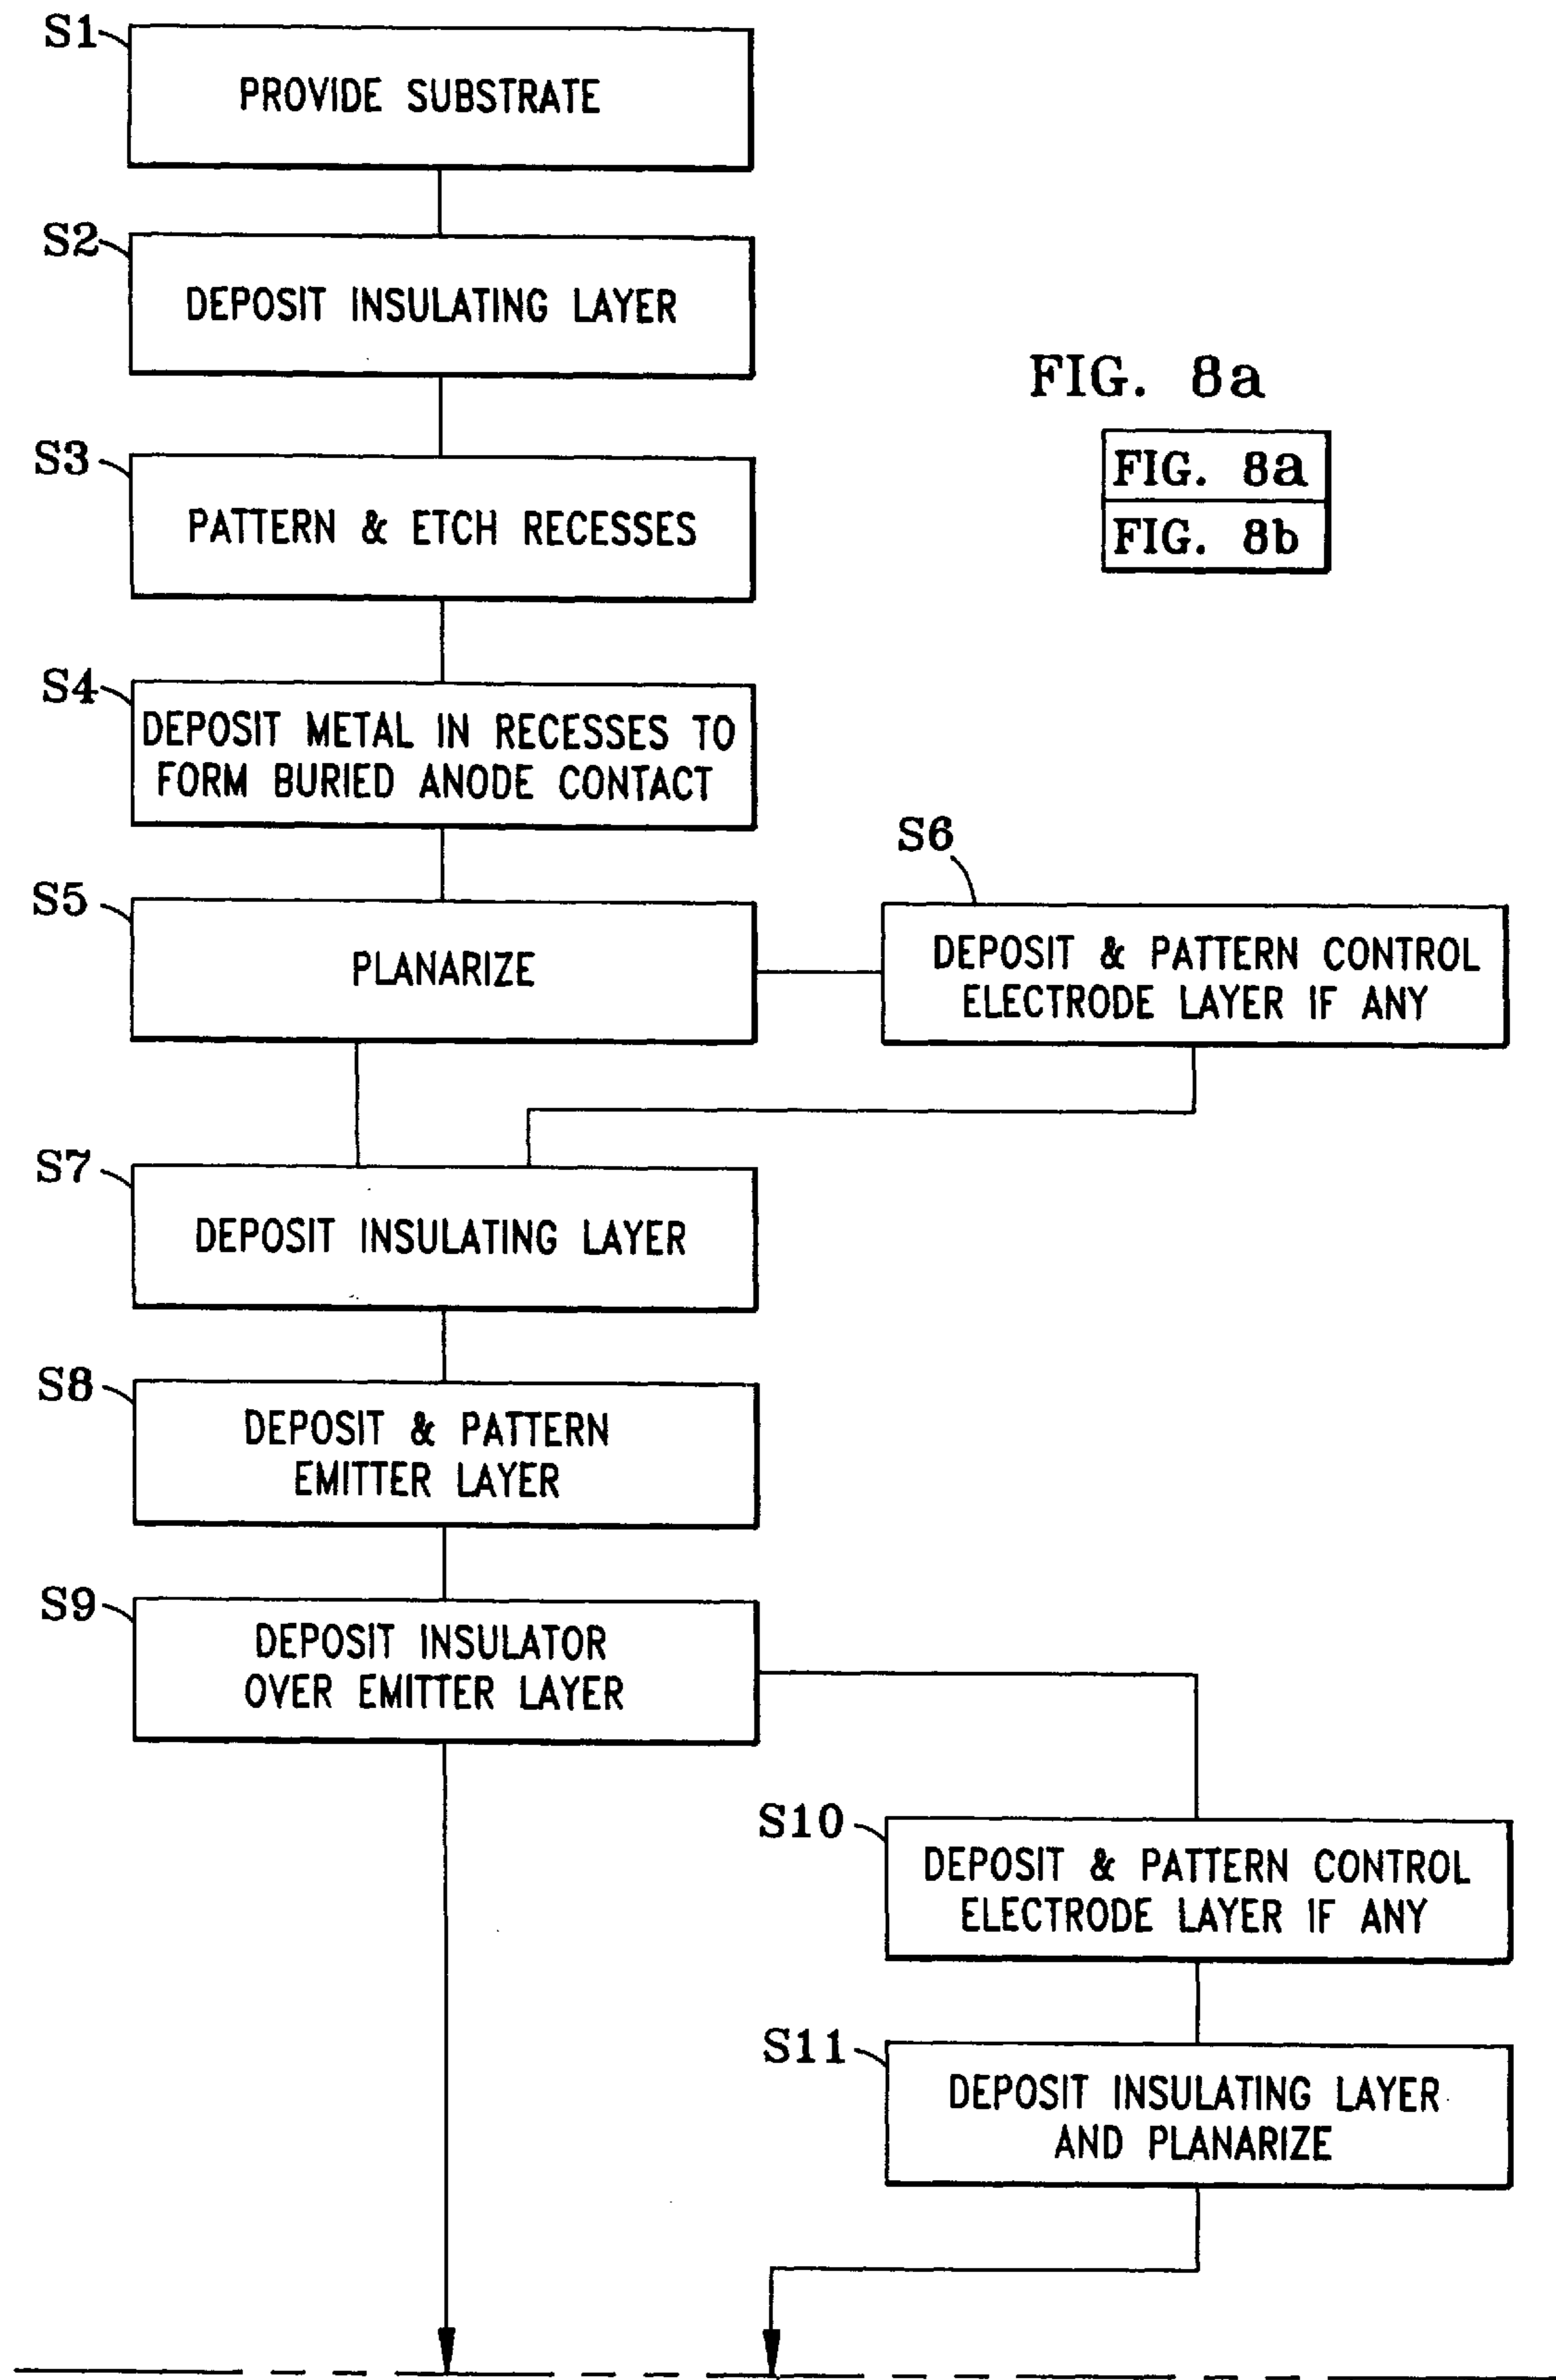 S1
PROVIDE SUBSTRATE
S2
DEPOSIT INSULATING LAYER
FIG. 8a
FIG. 8a
FIG. 8b
S3
PATTERN & ETCH RECESSES
S4
DEPOSIT METAL IN RECESSES TO
FORM BURIED ANODE CONTACT
S5
PLANARIZE
S6
DEPOSIT & PATTERN CONTROL
ELECTRODE LAYER IF ANY
S7
DEPOSIT INSULATING LAYER
S8
DEPOSIT & PATTERN
EMITTER LAYER
S9
DEPOSIT INSULATOR
OVER EMITTER LAYER
S10
DEPOSIT & PATTERN CONTROL
ELECTRODE LAYER IF ANY
S11
DEPOSIT INSULATING LAYER
AND PLANARIZE